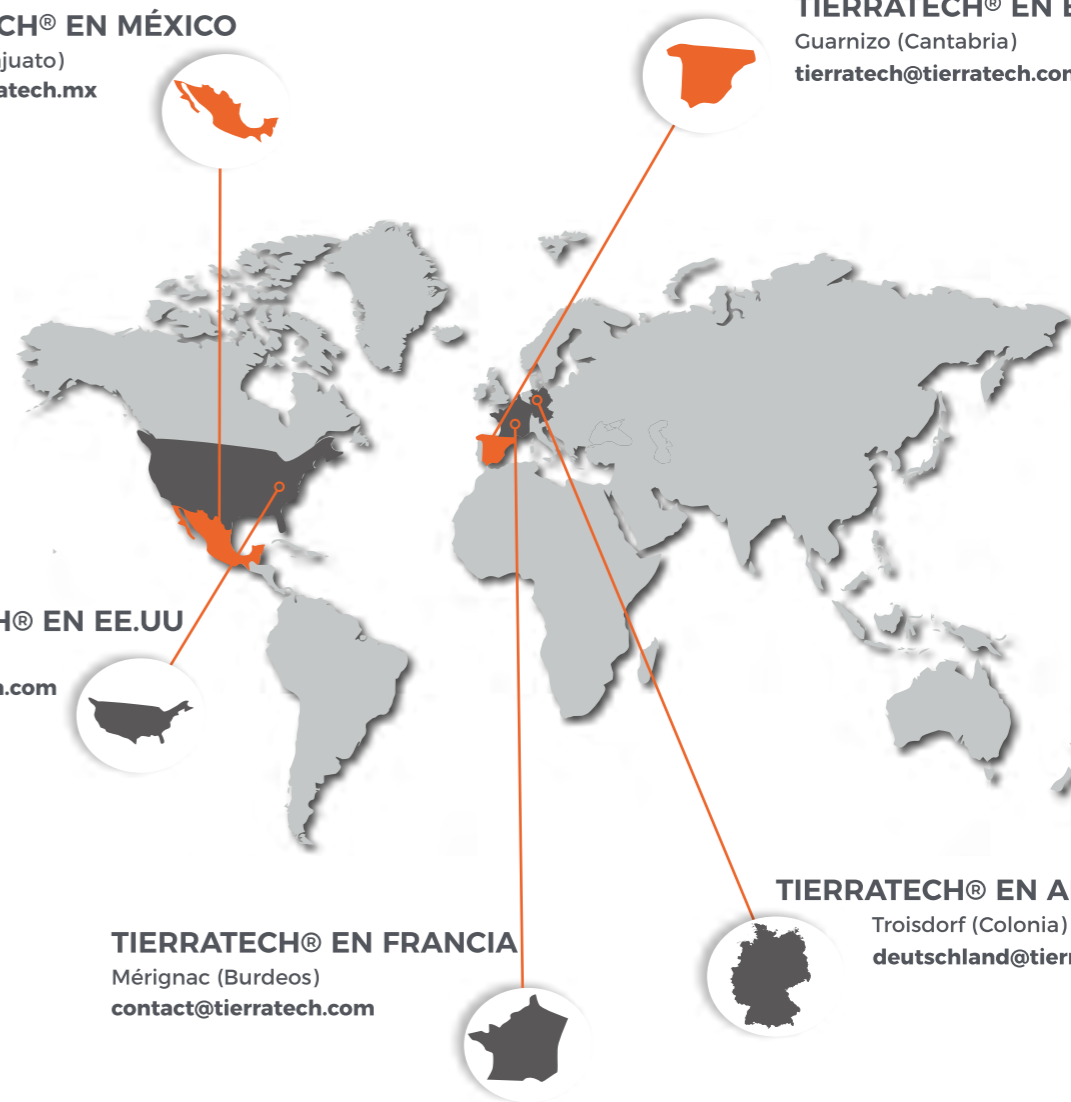 CH® EN MÉXICO
juato)
atech.mx
TIERRATECH® EN E
Guarnizo (Cantabria)
tierratech@tierratech.com
H® EN EE.UU
h.com
TIERRATECH® EN A
Troisdorf (Colonia)
deutschland@tierr
TIERRATECH® EN FRANCIA
Mérignac (Burdeos)
contact@tierratech.com